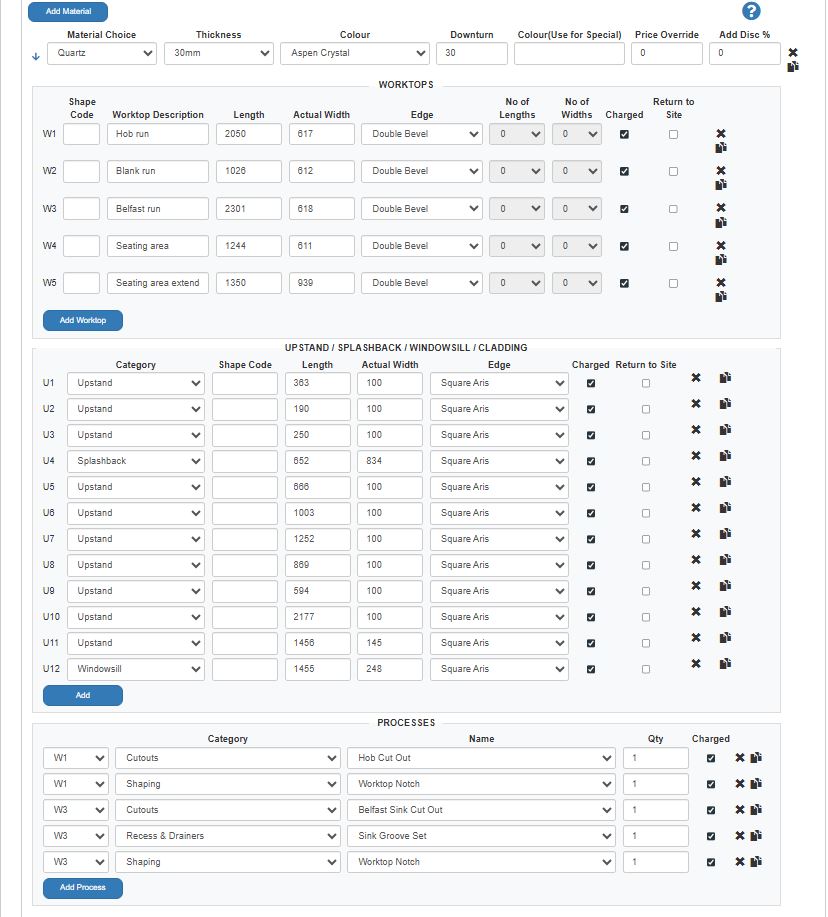 Add Material
?
Material Choice Thickness Colour Downturn Colour(Use for Special) Price Override Add Disc %
Quartz 30mm Aspen Crystal 30 0 0
WORKTOPS
Shape Code Worktop Description Length Actual Width Edge No of Lengths No of Widths Charged Return to Site
W1 Hob run 2050 617 Double Bevel 0 0
W2 Blank run 1026 612 Double Bevel 0 0
W3 Belfast run 2301 618 Double Bevel 0 0
W4 Seating area 1244 611 Double Bevel 0 0
W5 Seating area extend 1350 939 Double Bevel 0 0
Add Worktop
UPSTAND / SPLASHBACK / WINDOWSILL / CLADDING
Category Shape Code Length Actual Width Edge Charged Return to Site
U1 Upstand 363 100 Square Aris
U2 Upstand 190 100 Square Aris
U3 Upstand 250 100 Square Aris
U4 Splashback 652 834 Square Aris
U5 Upstand 666 100 Square Aris
U6 Upstand 1003 100 Square Aris
U7 Upstand 1252 100 Square Aris
U8 Upstand 869 100 Square Aris
U9 Upstand 594 100 Square Aris
U10 Upstand 2177 100 Square Aris
U11 Upstand 1456 145 Square Aris
U12 Windowsill 1455 248 Square Aris
Add
PROCESSES
Category Name Qty Charged
W1 Cutouts Hob Cut Out 1
W1 Shaping Worktop Notch 1
W3 Cutouts Belfast Sink Cut Out 1
W3 Recess & Drainers Sink Groove Set 1
W3 Shaping Worktop Notch 1
Add Process